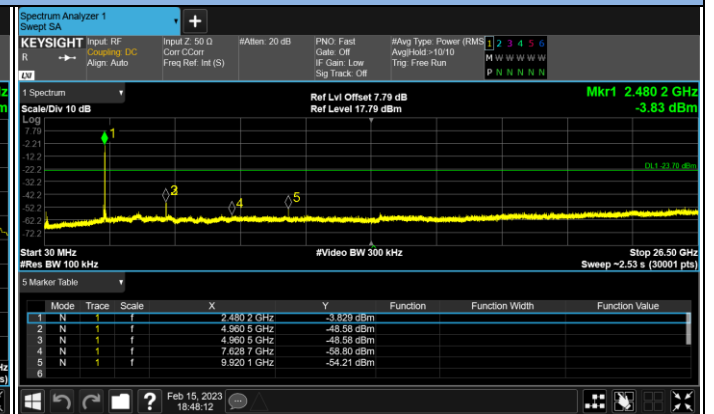 Spectrum Analyzer 1
Swept SA
+
KEYSIGHT Input: RF Input Z: 50 Ω #Atten: 20 dB PNO: Fast #Avg Type: Power (RMS 1 2 3 4 5 6
R Coupling: DC Corr CCorr Gate: Off Avg|Hold:>10/10 M W W W W W
Align: Auto Freq Ref: Int (S) IF Gain: Low Trig: Free Run
LXI Sig Track: Off P N N N N N
1 Spectrum Ref Lvl Offset 7.79 dB Mkr1 2.480 2 GHz
Scale/Div 10 dB Ref Level 17.79 dBm -3.83 dBm
Log
7.79
1
-2.21
-12.2
DL1 -23.70 dBm
-22.2
-32.2
-42.2
4 5
-52.2
-62.2
-72.2
Start 30 MHz #Video BW 300 kHz Stop 26.50 GHz
#Res BW 100 kHz Sweep ~2.53 s (30001 pts)
5 Marker Table
Mode Trace Scale X Y Function Function Width Function Value
1 N 1 f 2.480 2 GHz -3.829 dBm
2 N 1 f 4.960 5 GHz -48.58 dBm
3 N 1 f 4.960 5 GHz -48.58 dBm
4 N 1 f 7.628 7 GHz -58.80 dBm
5 N 1 f 9.920 1 GHz -54.21 dBm
6
? Feb 15, 2023
18:48:12